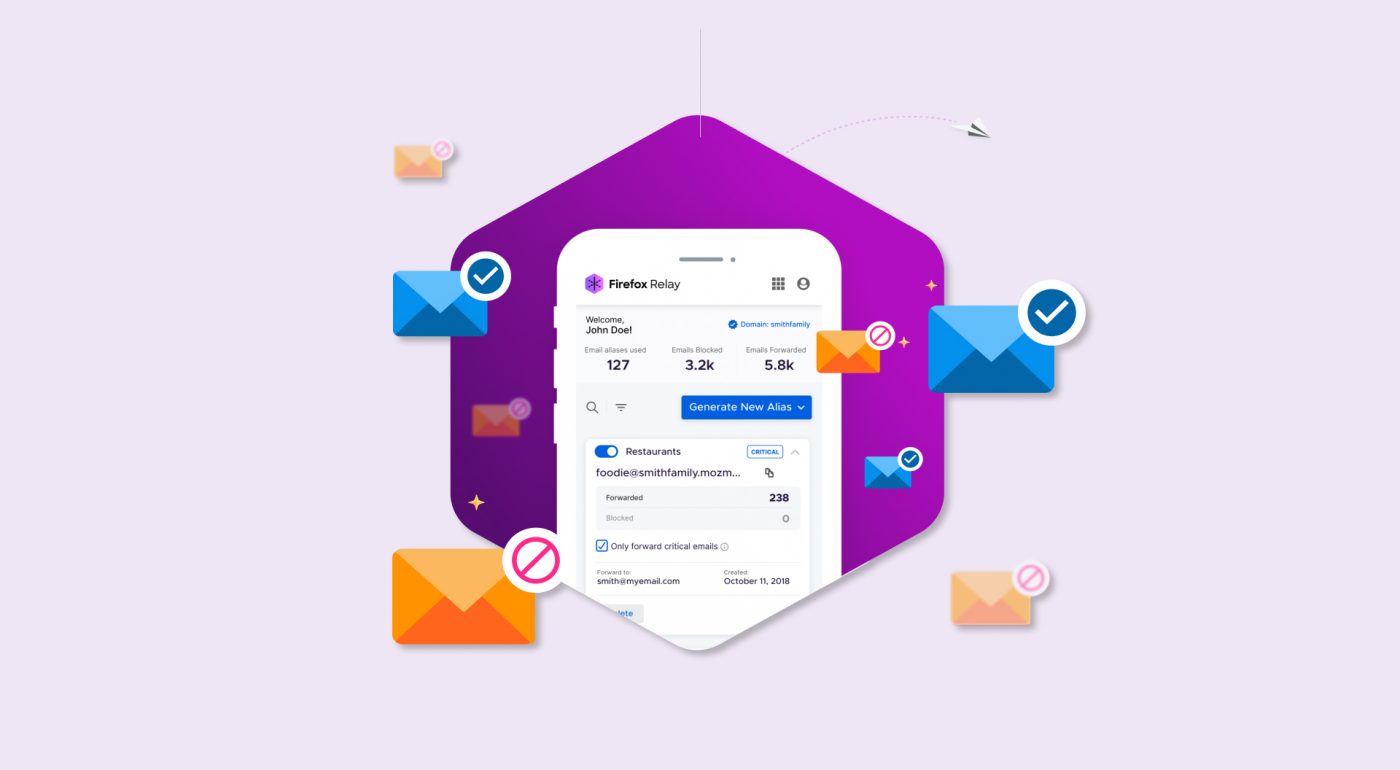 Firefox Relay
Welcome,
John Doe!
Domain: smithfamily
Email aliases used
Emails Blocked
Emails Forwarded
127
3.2k
5.8k
Generate New Alias
Restaurants
CRITICAL
foodie@smithfamily.mozm...
Forwarded 238
Blocked 0
Only forward critical emails
Forward to:
Created:
smith@myemail.com
October 11, 2018